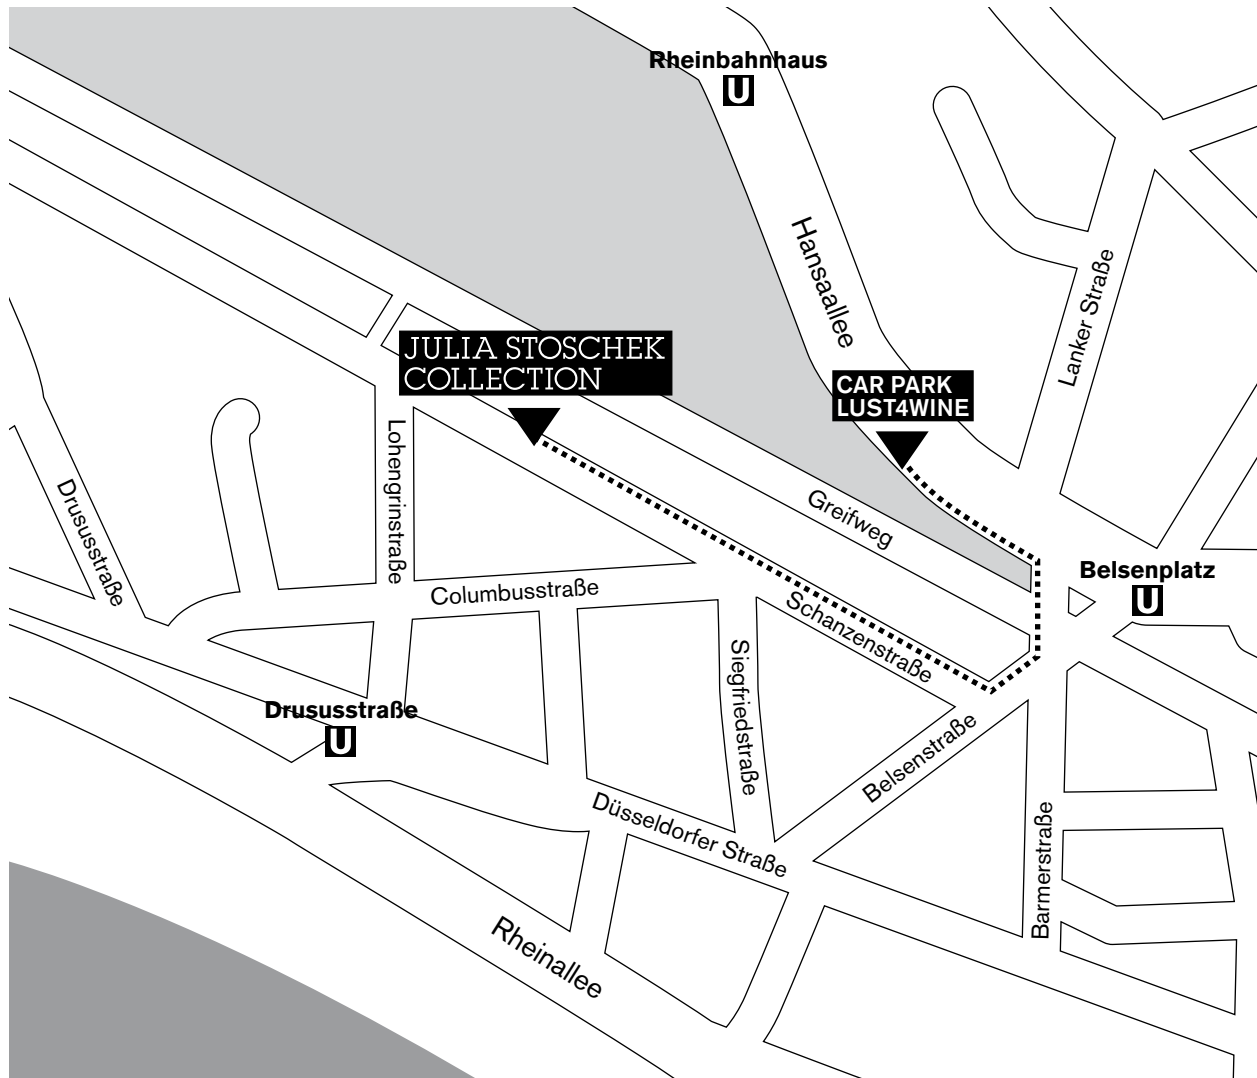 Rheinbahnhaus
U
Hansaallee
Lanker Straße
JULIA STOSCHEK
COLLECTION
CAR PARK
LUST4WINE
Lohengrinstraße
Drususstraße
Greifweg
Belsenplatz
U
Columbusstraße
Schanzenstraße
Siegfriedstraße
Drususstraße
U
Belsenstraße
Düsseldorfer Straße
Barmerstraße
Rheinallee